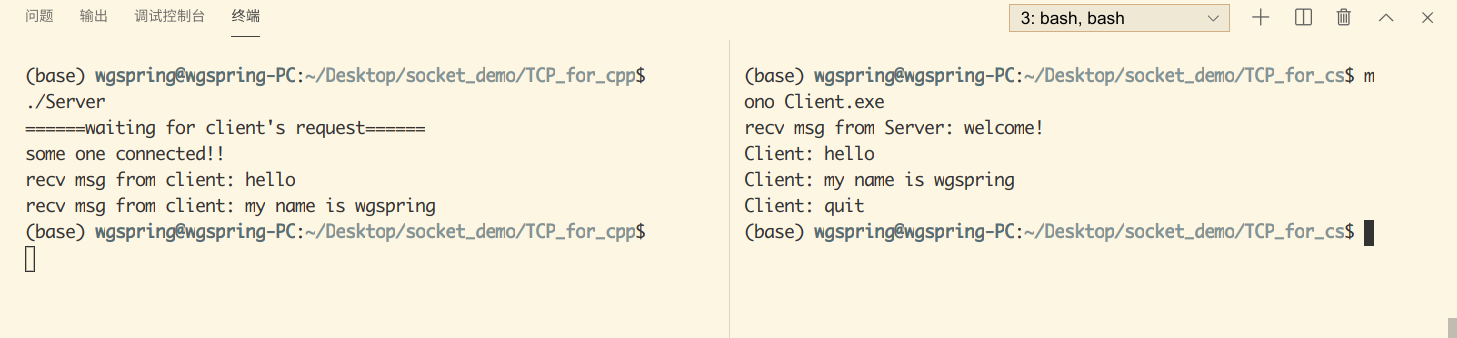 问题 输出 调试控制台 终端 3: bash, bash
(base) wgspring@wgspring-PC:~/Desktop/socket_demo/TCP_for_cpp$
./Server
======waiting for client's request======
some one connected!!
recv msg from client: hello
recv msg from client: my name is wgspring
(base) wgspring@wgspring-PC:~/Desktop/socket_demo/TCP_for_cpp$
(base) wgspring@wgspring-PC:~/Desktop/socket_demo/TCP_for_cs$ m
ono Client.exe
recv msg from Server: welcome!
Client: hello
Client: my name is wgspring
Client: quit
(base) wgspring@wgspring-PC:~/Desktop/socket_demo/TCP_for_cs$